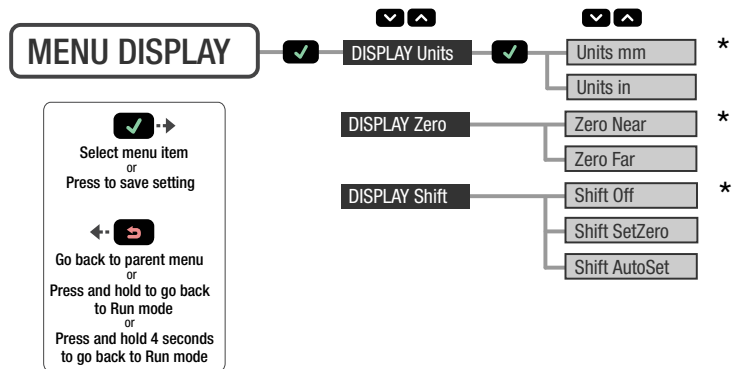 MENU DISPLAY
DISPLAY Units
Units mm *
Units in
DISPLAY Zero
Zero Near *
Zero Far
DISPLAY Shift
Shift Off *
Shift SetZero
Shift AutoSet
Select menu item
or
Press to save setting
Go back to parent menu
or
Press and hold to go back
to Run mode
or
Press and hold 4 seconds
to go back to Run mode